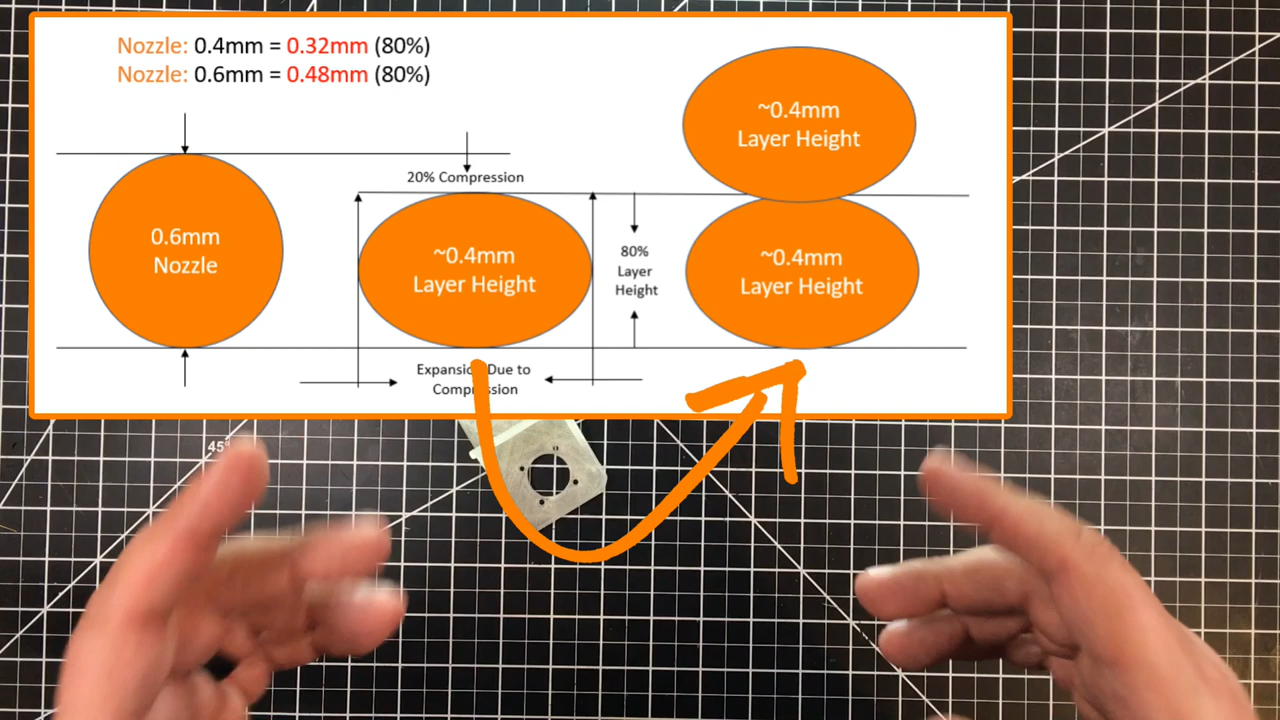 Nozzle: 0.4mm = 0.32mm (80%)
Nozzle: 0.6mm = 0.48mm (80%)
~0.4mm
Layer Height
20% Compression
0.6mm
Nozzle
~0.4mm
Layer Height
80%
Layer
Height
~0.4mm
Layer Height
Expansion Due to
Compression
45°